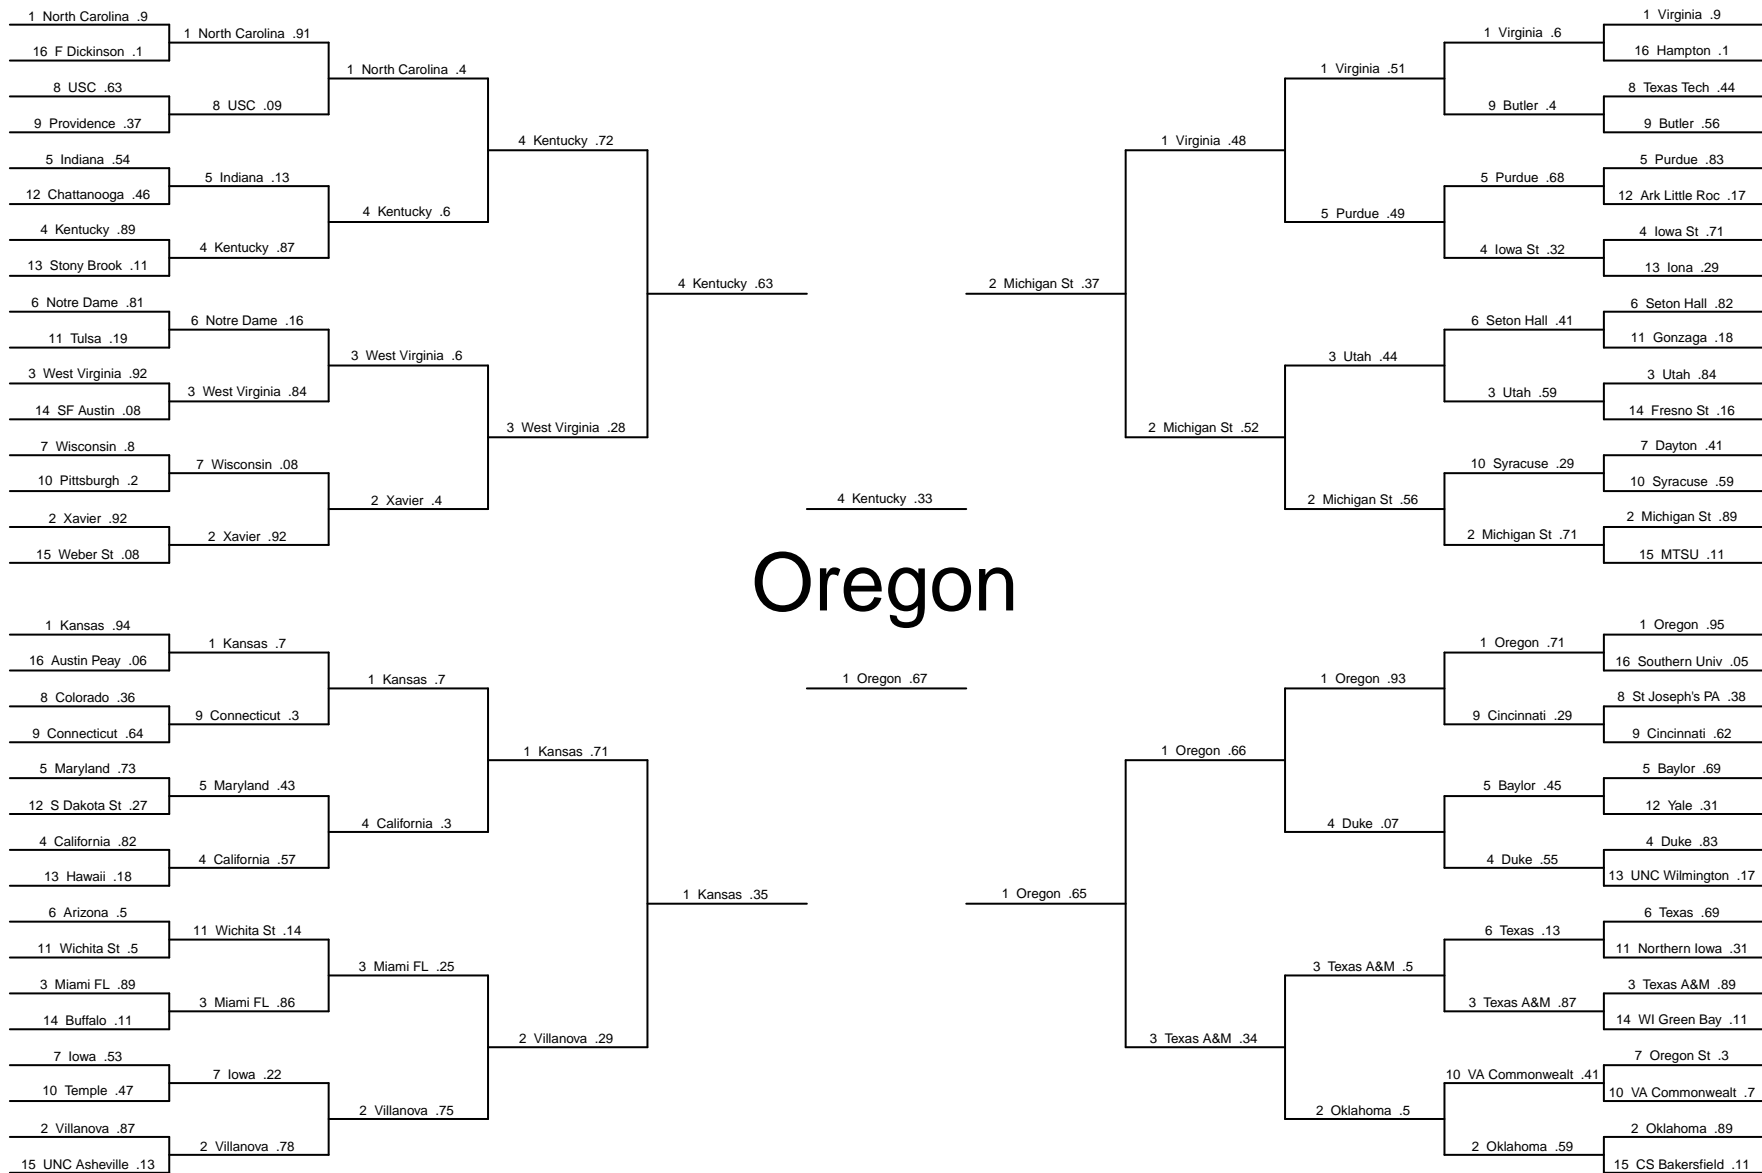 1 North Carolina .9
16 F Dickinson .1
8 USC .63
9 Providence .37
5 Indiana .54
12 Chattanooga .46
4 Kentucky .89
13 Stony Brook .11
6 Notre Dame .81
11 Tulsa .19
3 West Virginia .92
14 SF Austin .08
7 Wisconsin .8
10 Pittsburgh .2
2 Xavier .92
15 Weber St .08
1 North Carolina .91
8 USC .09
5 Indiana .13
4 Kentucky .87
6 Notre Dame .16
3 West Virginia .84
7 Wisconsin .08
2 Xavier .92
1 North Carolina .4
4 Kentucky .6
3 West Virginia .6
2 Xavier .4
4 Kentucky .72
3 West Virginia .28
4 Kentucky .63
1 Kansas .94
16 Austin Peay .06
8 Colorado .36
9 Connecticut .64
5 Maryland .73
12 S Dakota St .27
4 California .82
13 Hawaii .18
6 Arizona .5
11 Wichita St .5
3 Miami FL .89
14 Buffalo .11
7 Iowa .53
10 Temple .47
2 Villanova .87
15 UNC Asheville .13
1 Kansas .7
9 Connecticut .3
5 Maryland .43
4 California .57
11 Wichita St .14
3 Miami FL .86
7 Iowa .22
2 Villanova .78
1 Kansas .7
4 California .3
3 Miami FL .25
2 Villanova .75
1 Kansas .71
2 Villanova .29
1 Kansas .35
4 Kentucky .33
Oregon
1 Oregon .67
2 Michigan St .37
1 Virginia .48
2 Michigan St .52
1 Virginia .51
5 Purdue .49
3 Utah .44
2 Michigan St .56
1 Virginia .6
9 Butler .4
5 Purdue .68
4 Iowa St .32
6 Seton Hall .41
3 Utah .59
10 Syracuse .29
2 Michigan St .71
1 Virginia .9
16 Hampton .1
8 Texas Tech .44
9 Butler .56
5 Purdue .83
12 Ark Little Roc .17
4 Iowa St .71
13 Iona .29
6 Seton Hall .82
11 Gonzaga .18
3 Utah .84
14 Fresno St .16
7 Dayton .41
10 Syracuse .59
2 Michigan St .89
15 MTSU .11
1 Oregon .65
1 Oregon .66
3 Texas A&M .34
1 Oregon .93
4 Duke .07
3 Texas A&M .5
2 Oklahoma .5
1 Oregon .71
9 Cincinnati .29
5 Baylor .45
4 Duke .55
6 Texas .13
3 Texas A&M .87
10 VA Commonwealt .41
2 Oklahoma .59
1 Oregon .95
16 Southern Univ .05
8 St Joseph's PA .38
9 Cincinnati .62
5 Baylor .69
12 Yale .31
4 Duke .83
13 UNC Wilmington .17
6 Texas .69
11 Northern Iowa .31
3 Texas A&M .89
14 WI Green Bay .11
7 Oregon St .3
10 VA Commonwealt .7
2 Oklahoma .89
15 CS Bakersfield .11